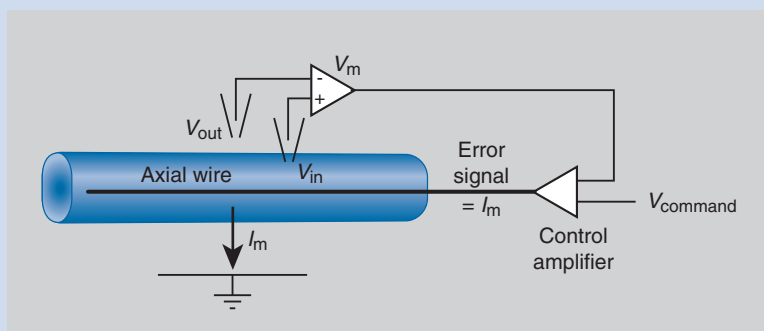 Vm
-
+
Vout
Vin
Axial wire
Error
signal
= Im
Vcommand
Control
amplifier
Im